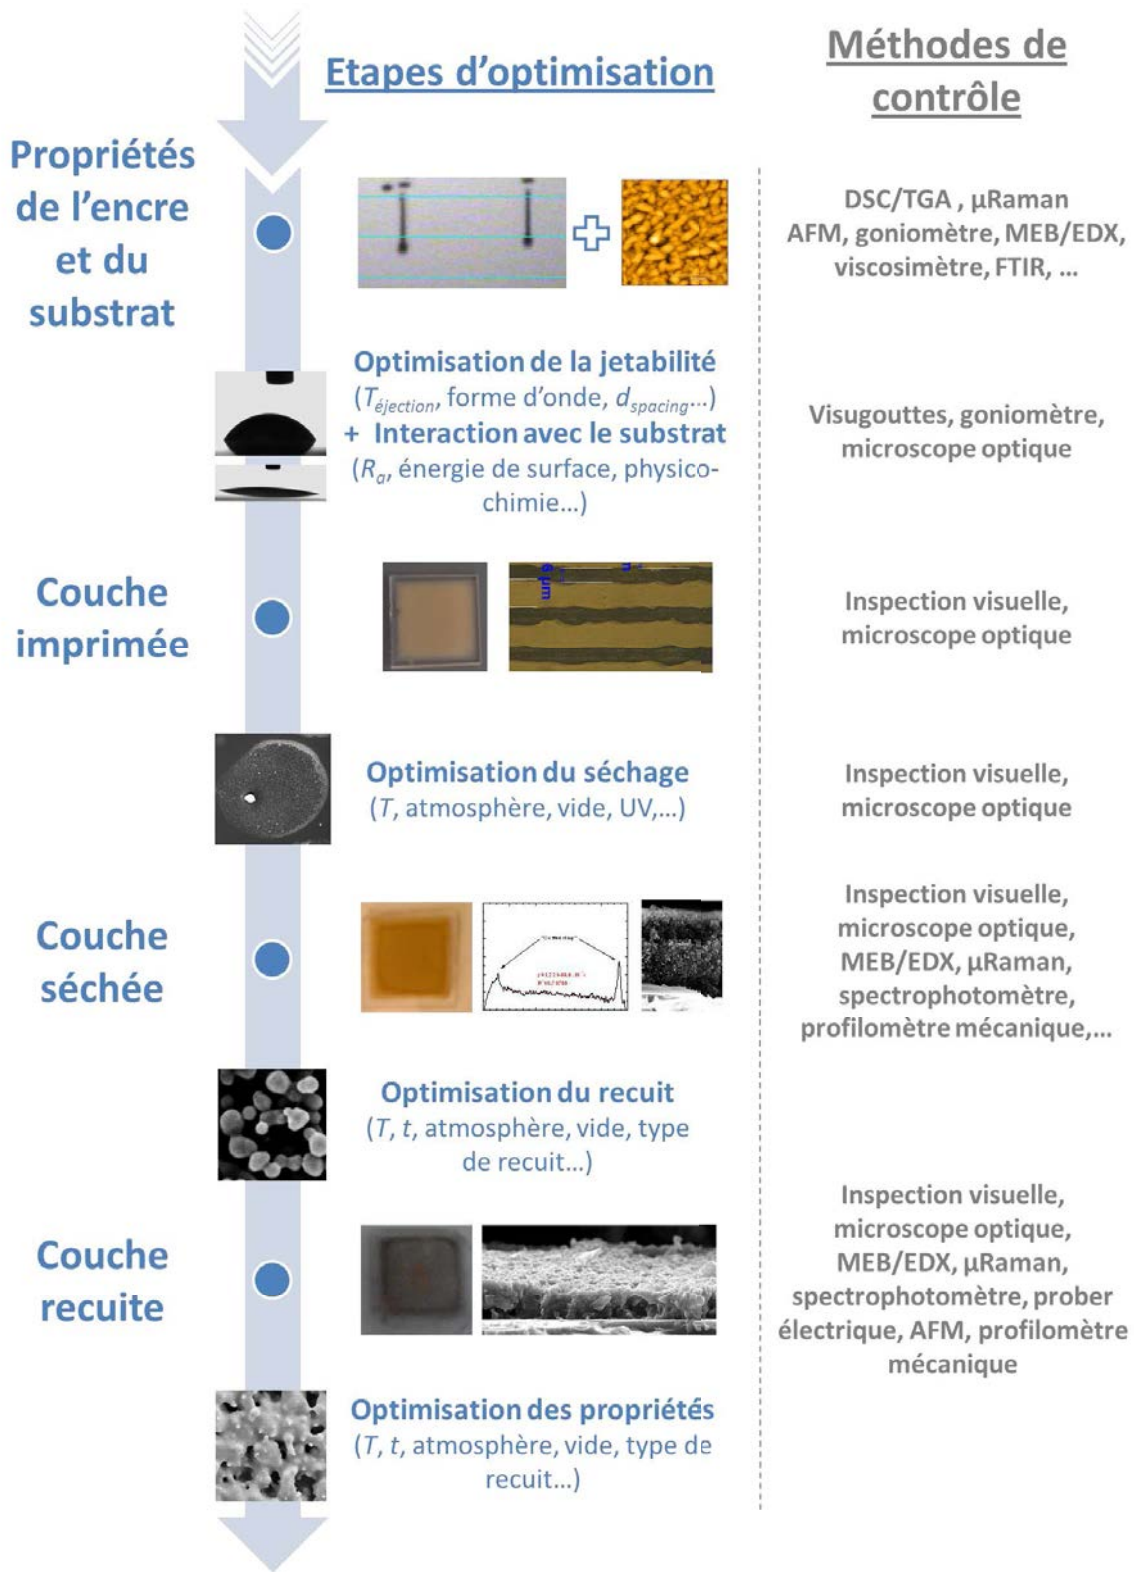 Etapes d'optimisation
Méthodes de
contrôle
Propriétés
de l'encre
et du
substrat
DSC/TGA , µRaman
AFM, goniomètre, MEB/EDX,
viscosimètre, FTIR, …
Optimisation de la jetabilité
(Téjection, forme d'onde, dspacing…)
+ Interaction avec le substrat
(Ra, énergie de surface, physico-
chimie…)
Visugouttes, goniomètre,
microscope optique
Couche
imprimée
6 µm
Inspection visuelle,
microscope optique
Optimisation du séchage
(T, atmosphère, vide, UV,…)
Inspection visuelle,
microscope optique
Couche
séchée
Inspection visuelle,
microscope optique,
MEB/EDX, µRaman,
spectrophotomètre,
profilomètre mécanique,…
Optimisation du recuit
(T, t, atmosphère, vide, type
de recuit…)
Couche
recuite
Inspection visuelle,
microscope optique,
MEB/EDX, µRaman,
spectrophotomètre, prober
électrique, AFM, profilomètre
mécanique
Optimisation des propriétés
(T, t, atmosphère, vide, type de
recuit…)